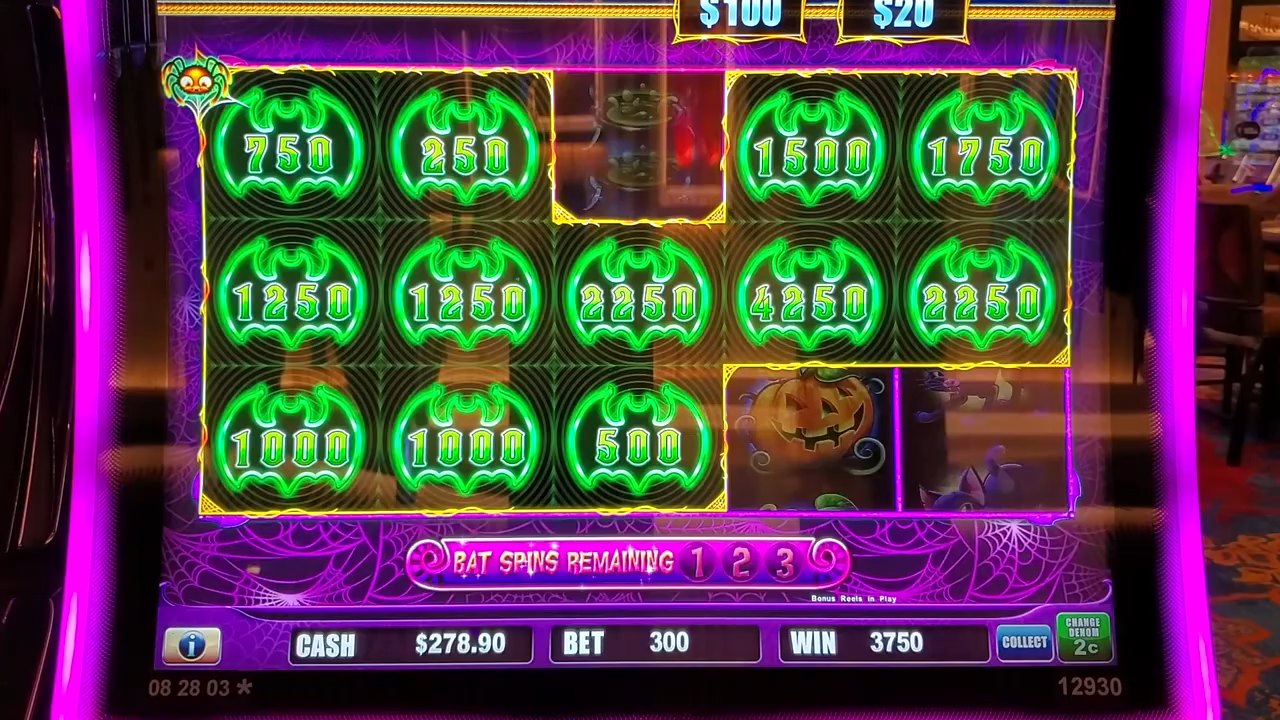 $100 $20
750 250 1500 1750
1250 1250 2250 4250 2250
1000 1000 500
BAT SPINS REMAINING 1 2 3
Bonus Reels in Play
i CASH $278.90 BET 300 WIN 3750 COLLECT CHANGE
DENOM
2¢
08 28 03 * 12930